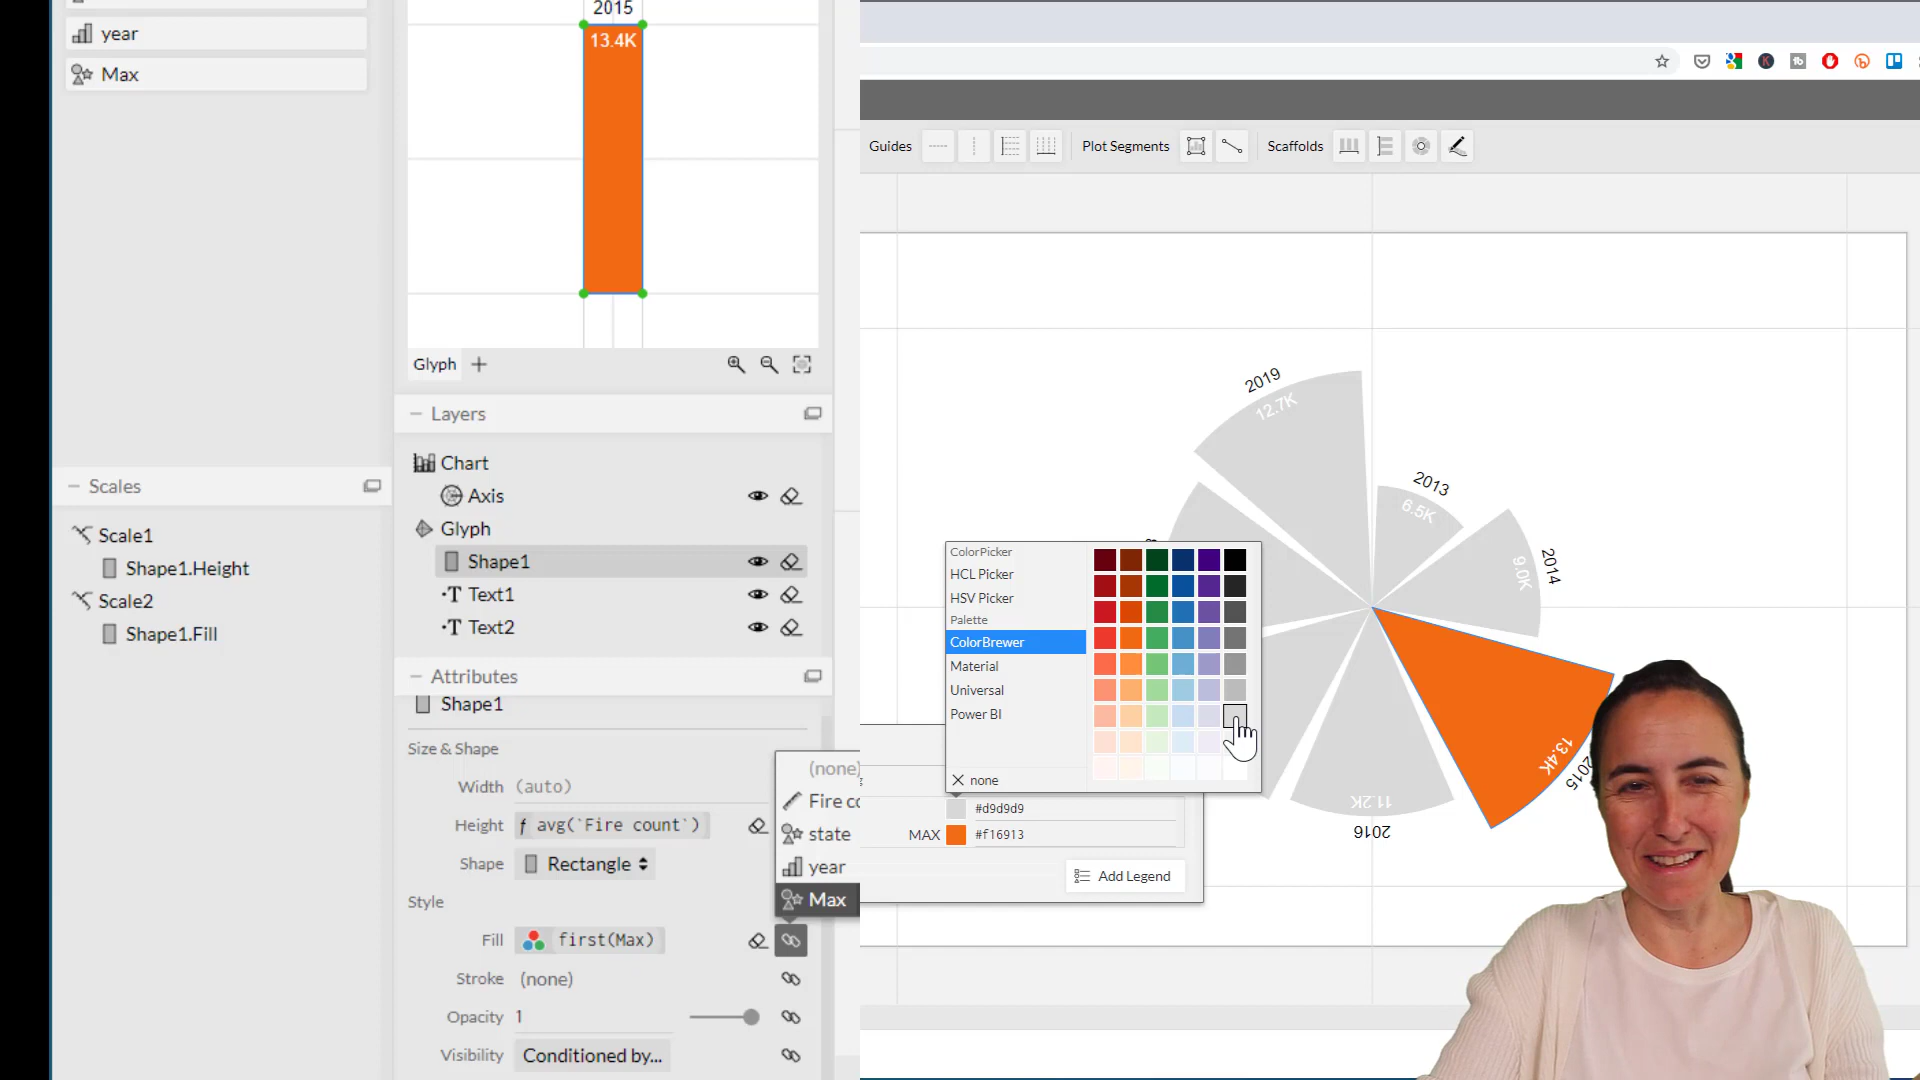 year
Max
2015
13.4K
Glyph
Layers
Chart
Axis
Glyph
Shape1
Text1
Text2
Scales
Scale1
Shape1.Height
Scale2
Shape1.Fill
Attributes
Shape1
Size & Shape
Width (auto)
Height f avg(`Fire count`)
Shape Rectangle
Style
Fill first(Max)
Stroke (none)
Opacity 1
Visibility Conditioned by...
(none)
Fire co
state
year
Max
Guides Plot Segments Scaffolds
2019
12.7K
2013
6.5K
2014
9.0K
2015
13.4K
2016
11.2K
ColorPicker
HCL Picker
HSV Picker
Palette
ColorBrewer
Material
Universal
Power BI
none
#d9d9d9
MAX #f16913
Add Legend